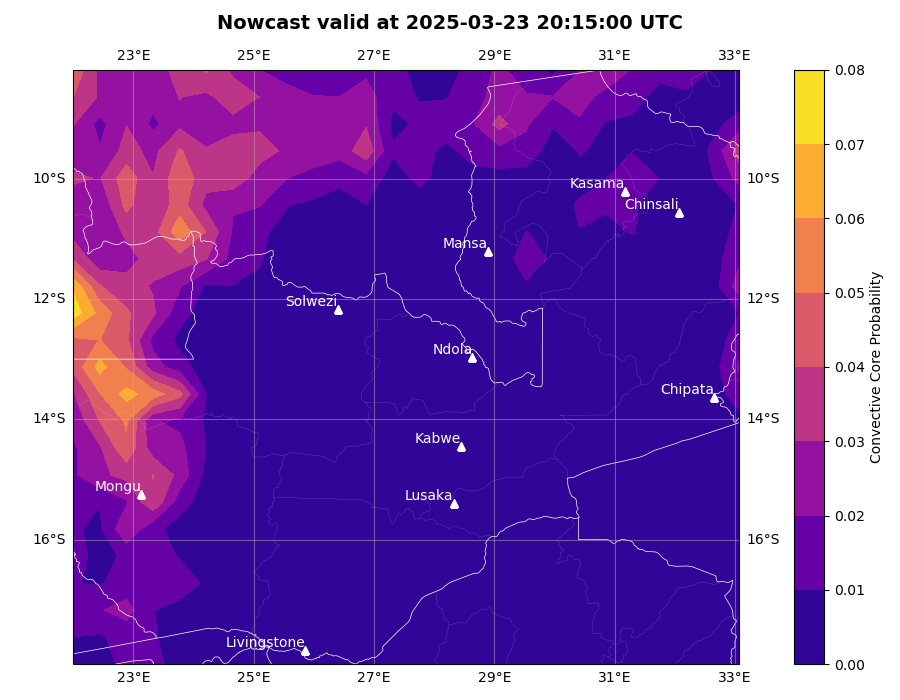 Nowcast valid at 2025-03-23 20:15:00 UTC
23°E 25°E 27°E 29°E 31°E 33°E
0.08
0.07
10°S Kasama 10°S
Chinsali
0.06
Mansa
0.05
12°S Solwezi 12°S
0.04
Ndola
Chipata
14°S 14°S
0.03
Kabwe
Mongu
Lusaka
0.02
16°S 16°S
0.01
Livingstone
0.00
23°E 25°E 27°E 29°E 31°E 33°E
Convective Core Probability